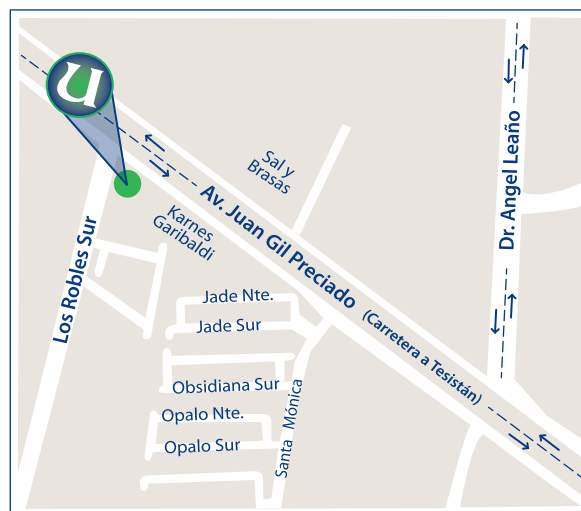 U
Sal y
Brasas
Av. Juan Gil Preciado
(Carretera a Tesistán)
Dr. Angel Leaño
Karnes
Garibaldi
Los Robles Sur
Jade Nte.
Jade Sur
Obsidiana Sur
Opalo Nte.
Opalo Sur
Santa Mónica